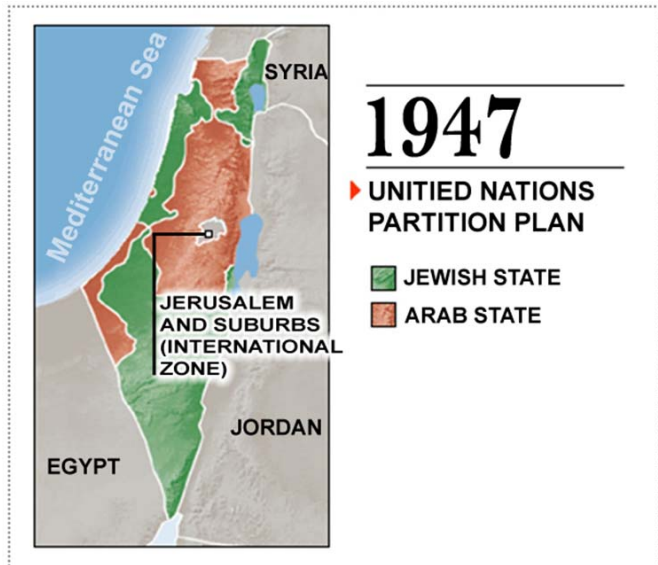 Mediterranean Sea
SYRIA
JERUSALEM
AND SUBURBS
(INTERNATIONAL
ZONE)
JORDAN
EGYPT
1947
UNITIED NATIONS
PARTITION PLAN
JEWISH STATE
ARAB STATE